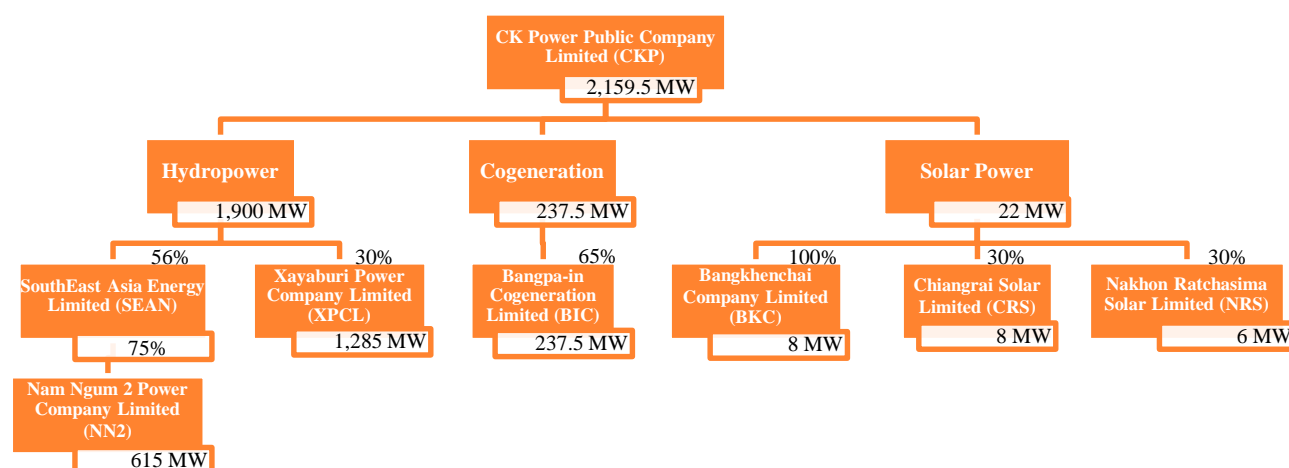 CK Power Public Company
Limited (CKP)
2,159.5 MW
Hydropower
1,900 MW
Cogeneration
237.5 MW
Solar Power
22 MW
56%
SouthEast Asia Energy
Limited (SEAN)
75%
30%
Xayaburi Power
Company Limited
(XPCL)
1,285 MW
65%
Bangpa-in
Cogeneration
Limited (BIC)
237.5 MW
100%
Bangkhenchai
Company Limited
(BKC)
8 MW
30%
Chiangrai Solar
Limited (CRS)
8 MW
30%
Nakhon Ratchasima
Solar Limited (NRS)
6 MW
Nam Ngum 2 Power
Company Limited
(NN2)
615 MW